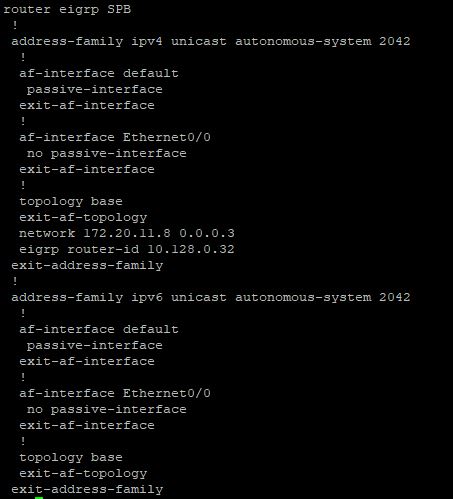 router eigrp SPB
 !
 address-family ipv4 unicast autonomous-system 2042
  !
  af-interface default
   passive-interface
  exit-af-interface
  !
  af-interface Ethernet0/0
   no passive-interface
  exit-af-interface
  !
  topology base
  exit-af-topology
  network 172.20.11.8 0.0.0.3
  eigrp router-id 10.128.0.32
 exit-address-family
 !
 address-family ipv6 unicast autonomous-system 2042
  !
  af-interface default
   passive-interface
  exit-af-interface
  !
  af-interface Ethernet0/0
   no passive-interface
  exit-af-interface
  !
  topology base
  exit-af-topology
 exit-address-family